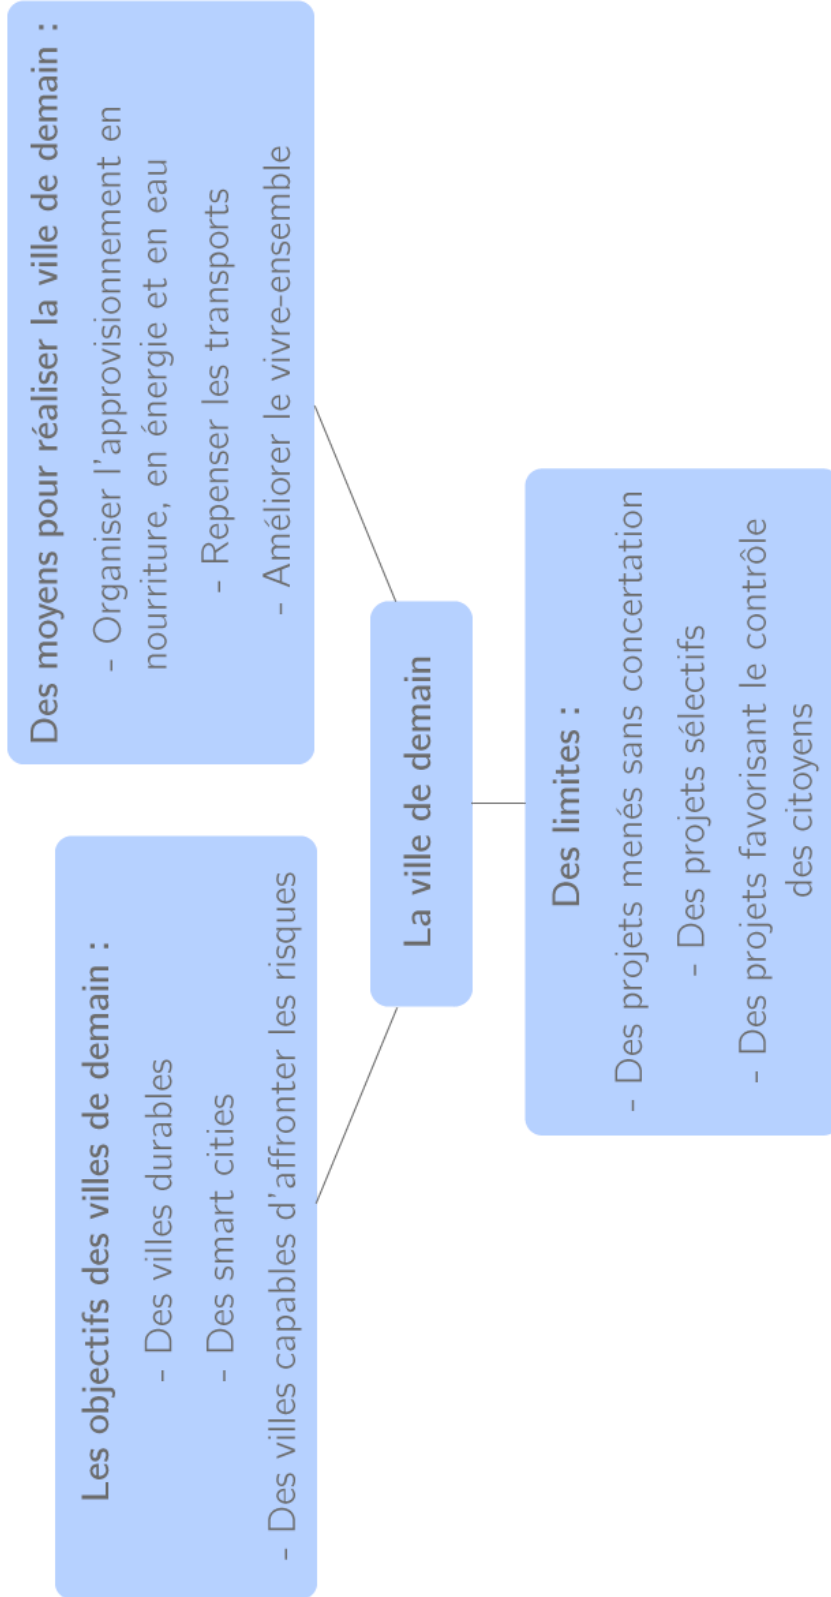 Les objectifs des villes de demain :
- Des villes durables
- Des smart cities
- Des villes capables d'affronter les risques
Des moyens pour réaliser la ville de demain :
- Organiser l'approvisionnement en
nourriture, en énergie et en eau
- Repenser les transports
- Améliorer le vivre-ensemble
La ville de demain
Des limites :
- Des projets menés sans concertation
- Des projets sélectifs
- Des projets favorisant le contrôle
des citoyens